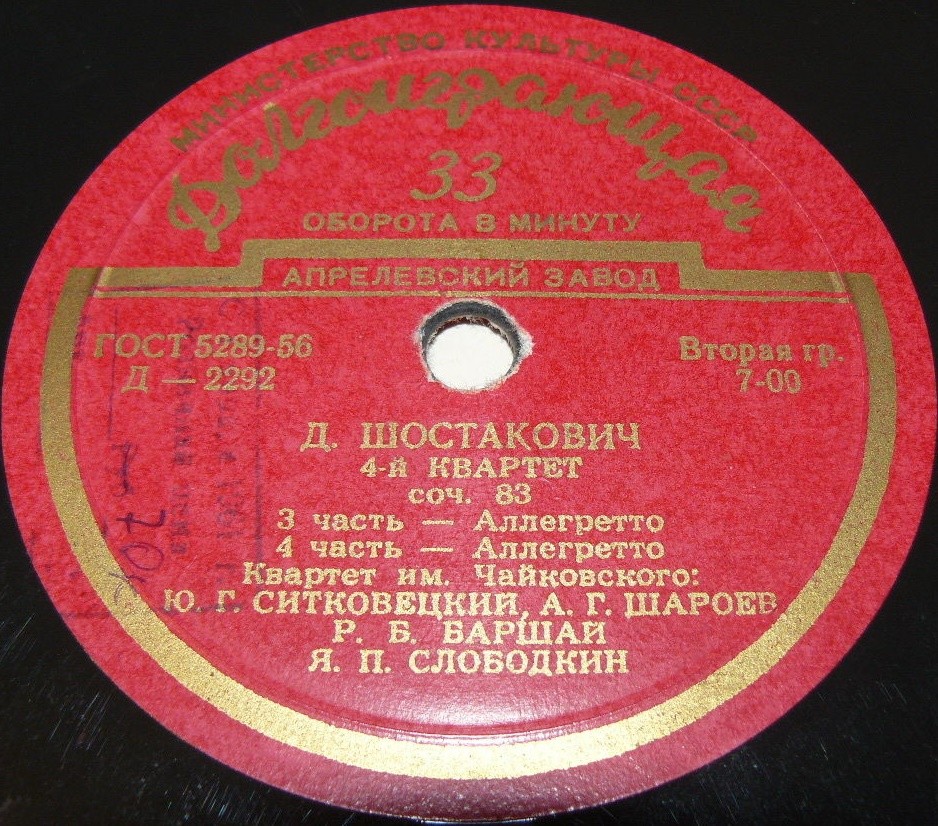 МИНИСТЕРСТВО КУЛЬТУРЫ СССР
Долгоиграющая
33
ОБОРОТА В МИНУТУ
АПРЕЛЕВСКИЙ ЗАВОД
ГОСТ 5289-56
Д — 2292
Вторая гр.
7-00
Д. ШОСТАКОВИЧ
4-й КВАРТЕТ
соч. 83
3 часть — Аллегретто
4 часть — Аллегретто
Квартет им. Чайковского:
Ю. Г. СИТКОВЕЦКИЙ, А. Г. ШАРОЕВ,
Р. Б. БАРШАЙ
Я. П. СЛОБОДКИН